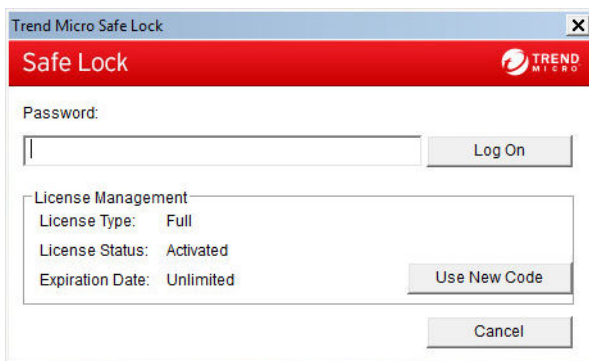 Trend Micro Safe Lock
Safe Lock
TREND
MICRO
Password:
Log On
License Management
License Type: Full
License Status: Activated
Expiration Date: Unlimited
Use New Code
Cancel